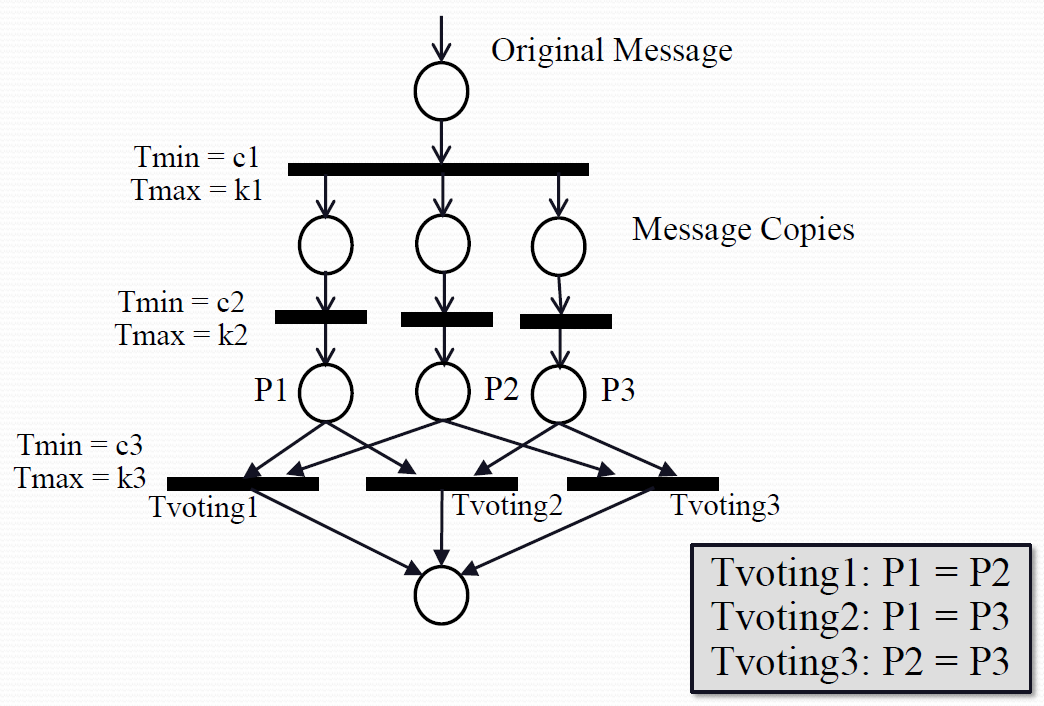 Original Message
Tmin = c1
Tmax = k1
Message Copies
Tmin = c2
Tmax = k2
P1
P2
P3
Tmin = c3
Tmax = k3
Tvoting1
Tvoting2
Tvoting3
Tvoting1: P1 = P2
Tvoting2: P1 = P3
Tvoting3: P2 = P3